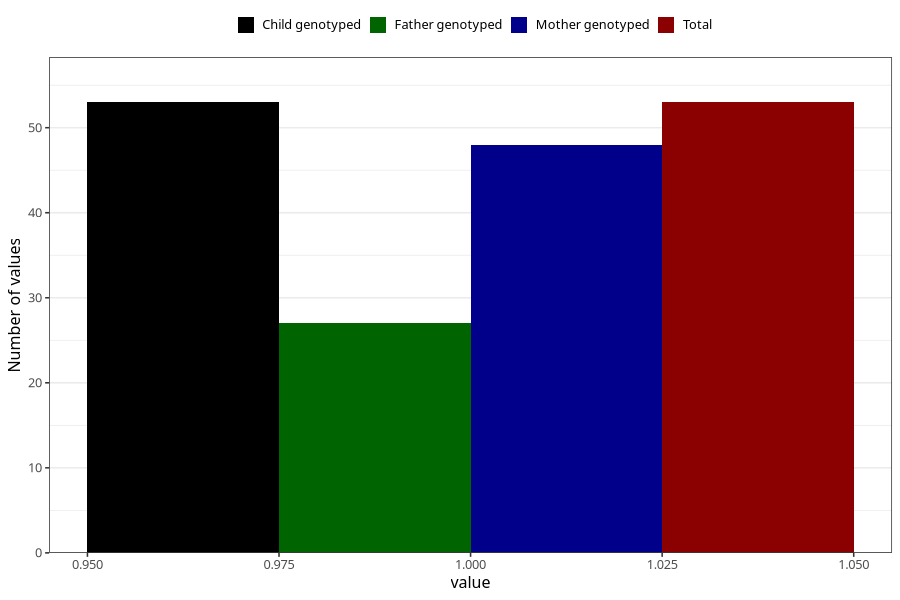 Child genotyped Father genotyped Mother genotyped Total
Number of values
50
40
30
20
10
0
0.950 0.975 1.000 1.025 1.050
value